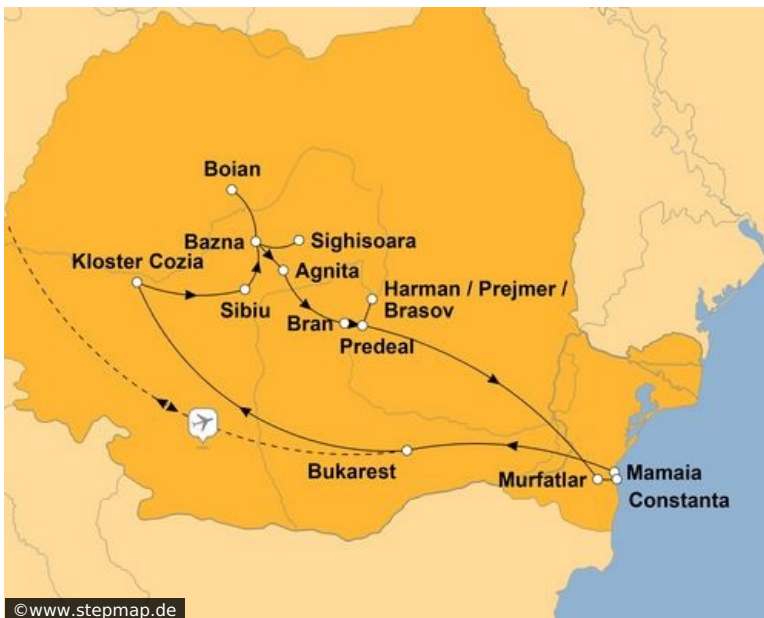 Boian
Bazna
Sighisoara
Kloster Cozia
Agnita
Sibiu
Harman / Prejmer /
Brasov
Bran
Predeal
Bukarest
Murfatlar
Mamaia
Constanta
©www.stepmap.de